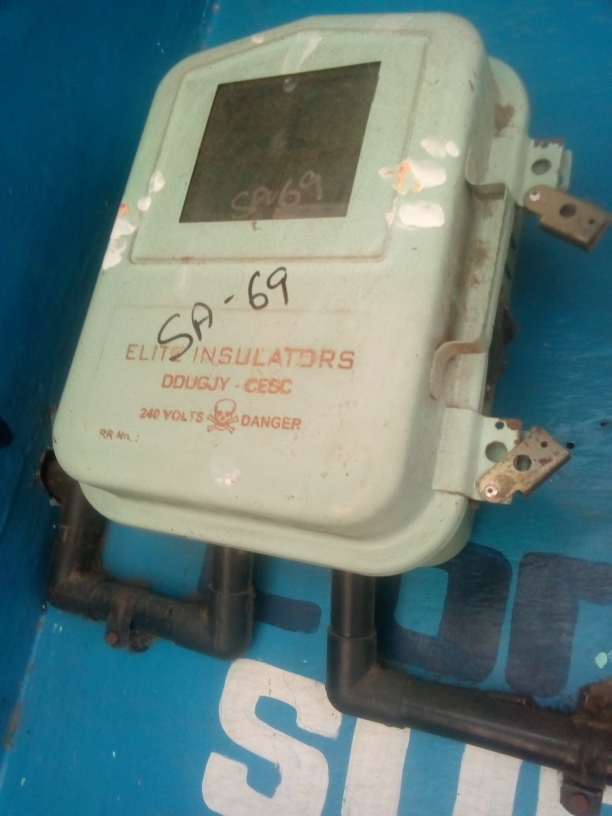 SA-69
SA-69
ELITE INSULATORS
DDUGJY - CESC
240 VOLTS DANGER
RR No. :